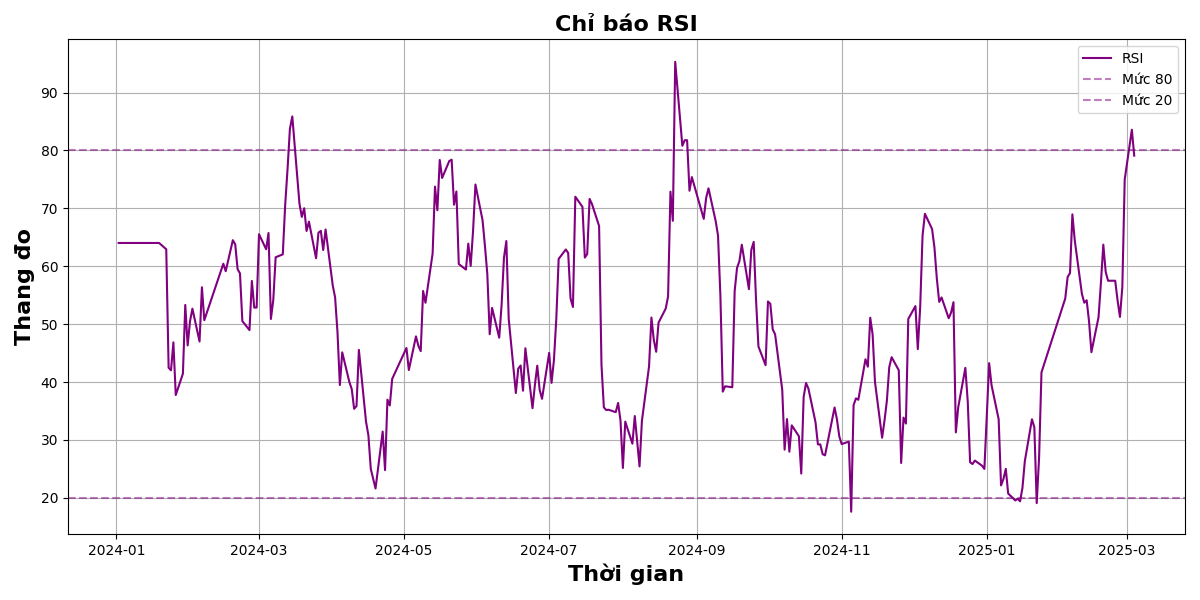 Chỉ báo RSI
RSI
Mức 80
Mức 20
Thang đo
90
80
70
60
50
40
30
20
2024-01
2024-03
2024-05
2024-07
2024-09
2024-11
2025-01
2025-03
Thời gian